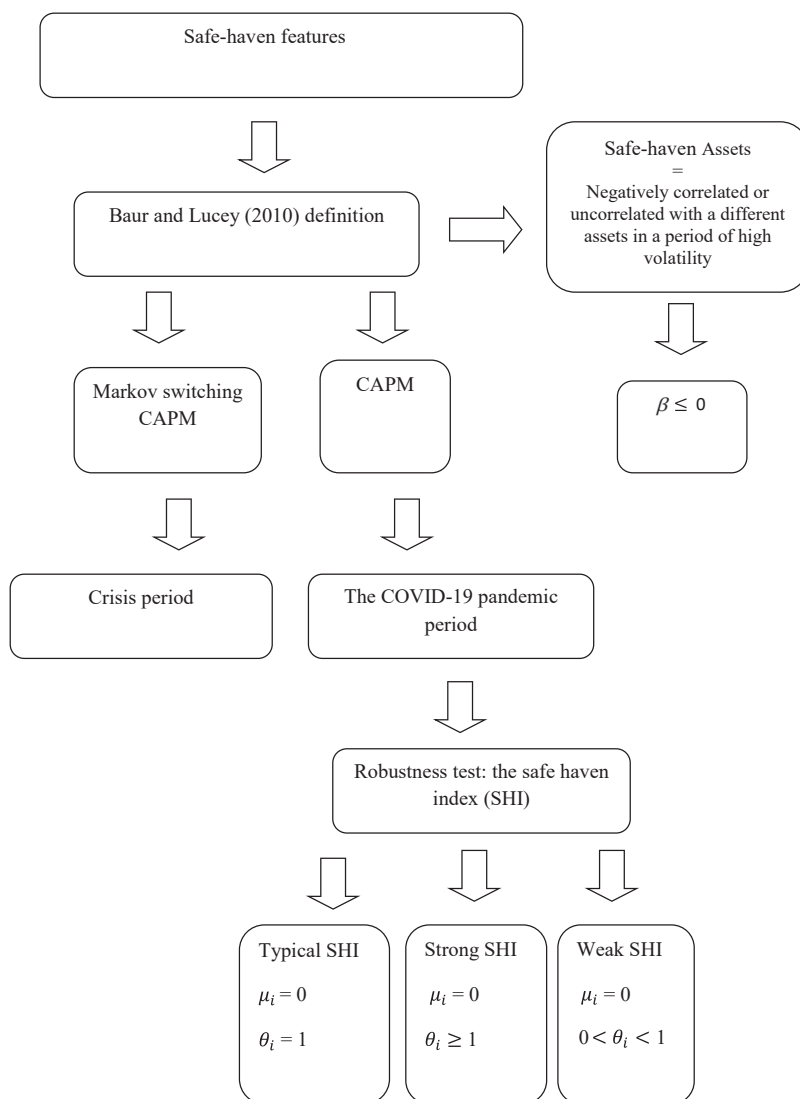 Safe-haven features
Safe-haven Assets
=
Negatively correlated or
uncorrelated with a different
assets in a period of high
volatility
Baur and Lucey (2010) definition
Markov switching
CAPM
CAPM
β ≤ 0
Crisis period
The COVID-19 pandemic
period
Robustness test: the safe haven
index (SHI)
Typical SHI
μᵢ = 0
θᵢ = 1
Strong SHI
μᵢ = 0
θᵢ ≥ 1
Weak SHI
μᵢ = 0
0 < θᵢ < 1